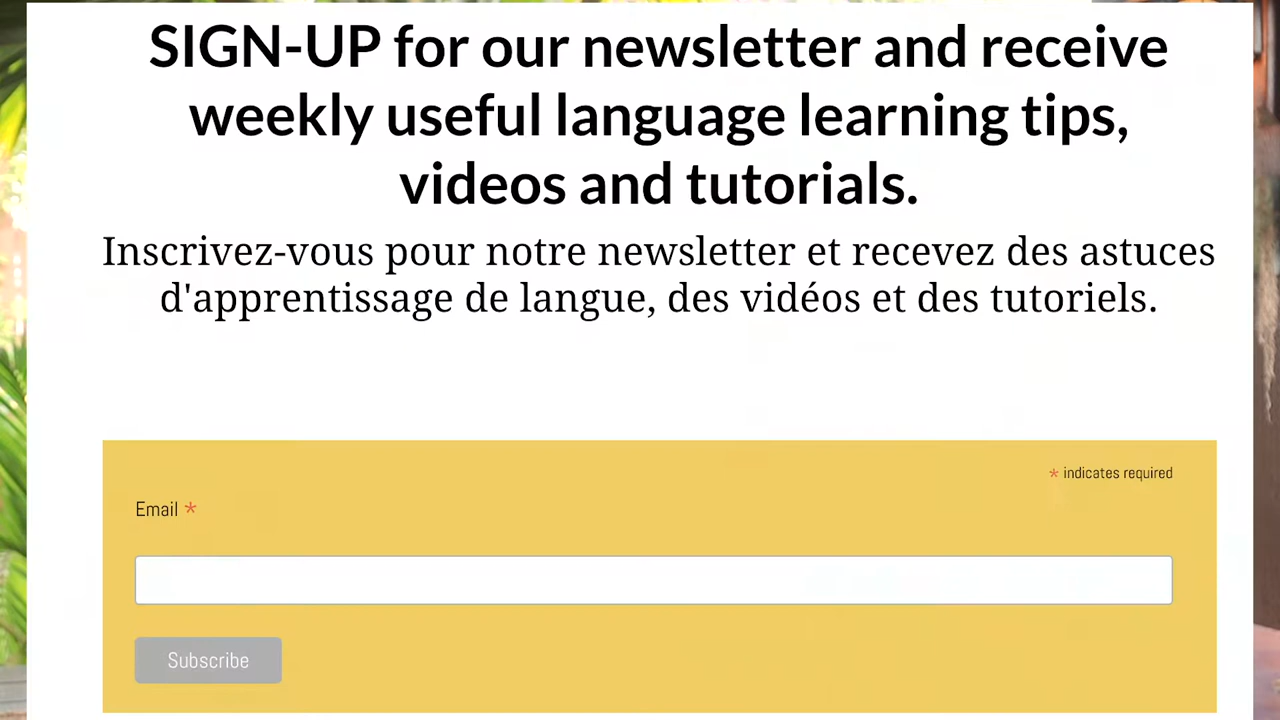 SIGN-UP for our newsletter and receive
weekly useful language learning tips,
videos and tutorials.
Inscrivez-vous pour notre newsletter et recevez des astuces
d'apprentissage de langue, des vidéos et des tutoriels.
* indicates required
Email *
Subscribe